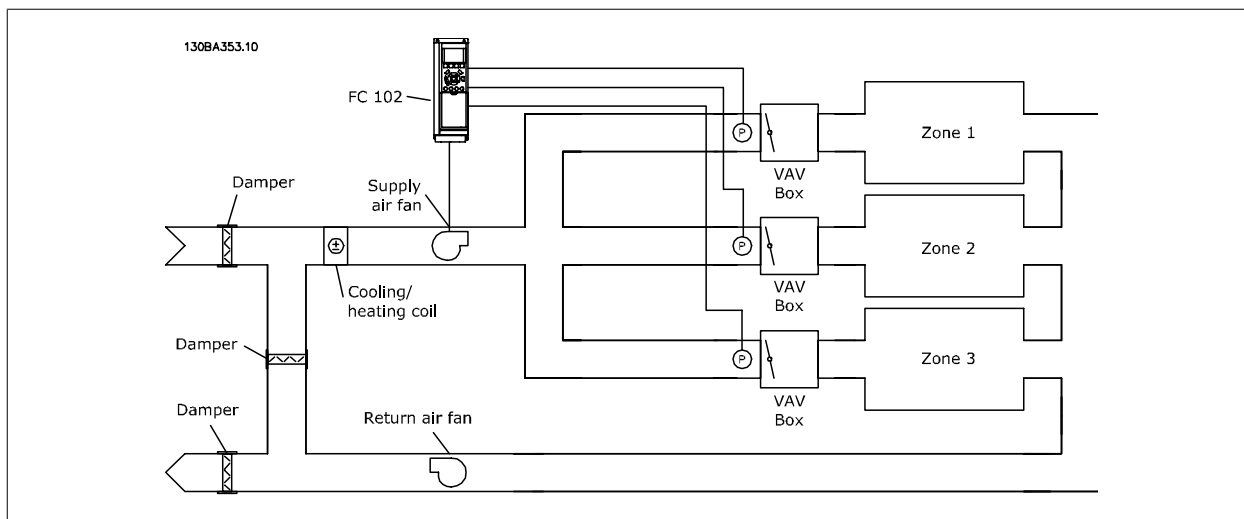 130BA353.10
FC 102
Damper
Supply
air fan
Cooling/
heating coil
Damper
Damper
Return air fan
P
VAV
Box
Zone 1
P
VAV
Box
Zone 2
P
VAV
Box
Zone 3